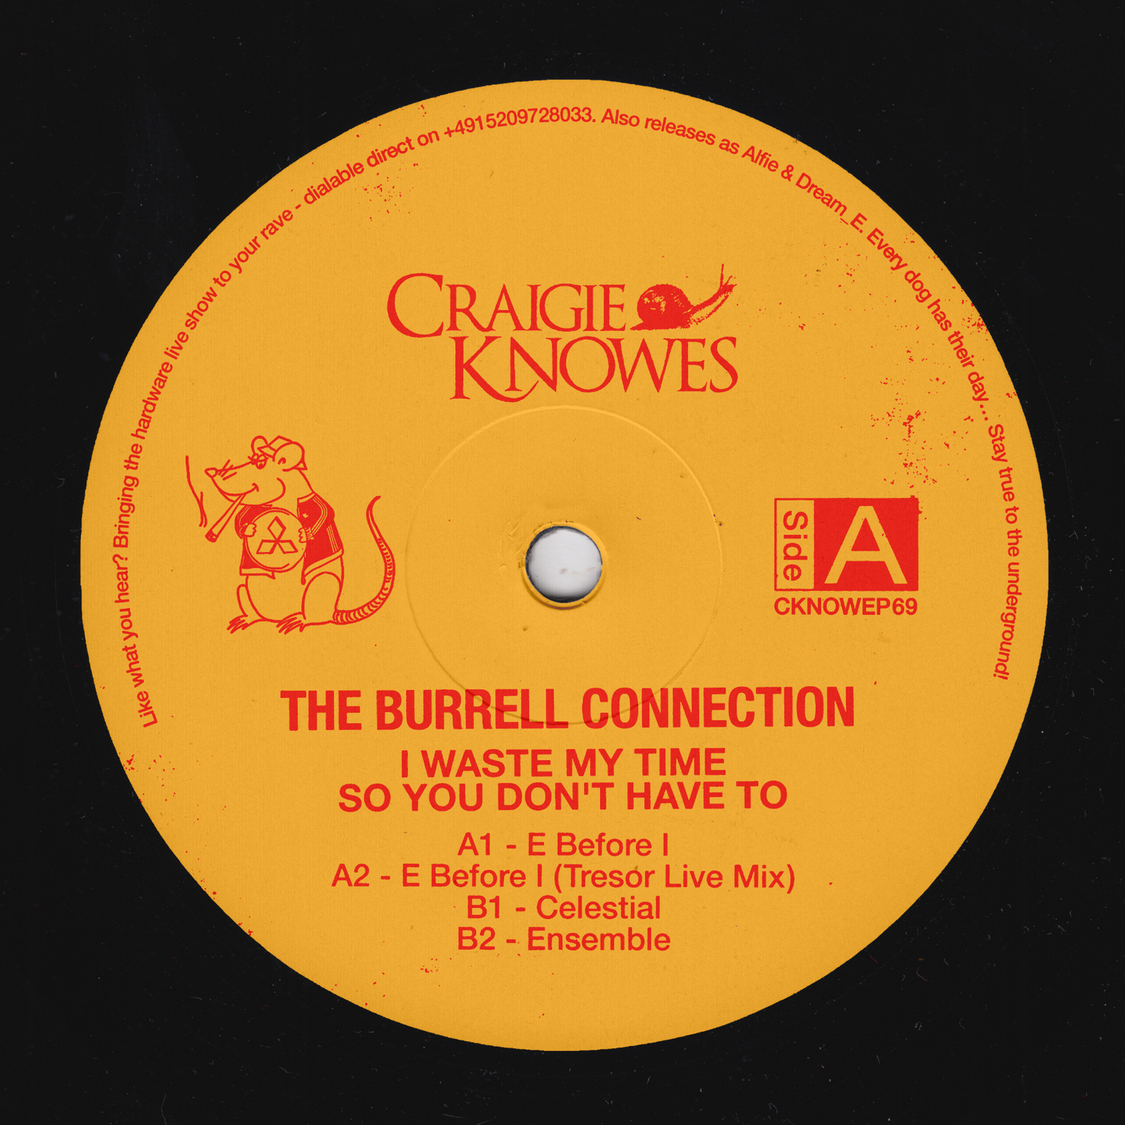 Like what you hear? Bringing the hardware live show to your rave - dialable direct on +4915209728033. Also releases as Alfie & Dream_E. Every dog has their day... Stay true to the underground!
CRAIGIE
KNOWES
Side
A
CKNOWEP69
THE BURRELL CONNECTION
I WASTE MY TIME
SO YOU DON'T HAVE TO
A1 - E Before I
A2 - E Before I (Tresor Live Mix)
B1 - Celestial
B2 - Ensemble